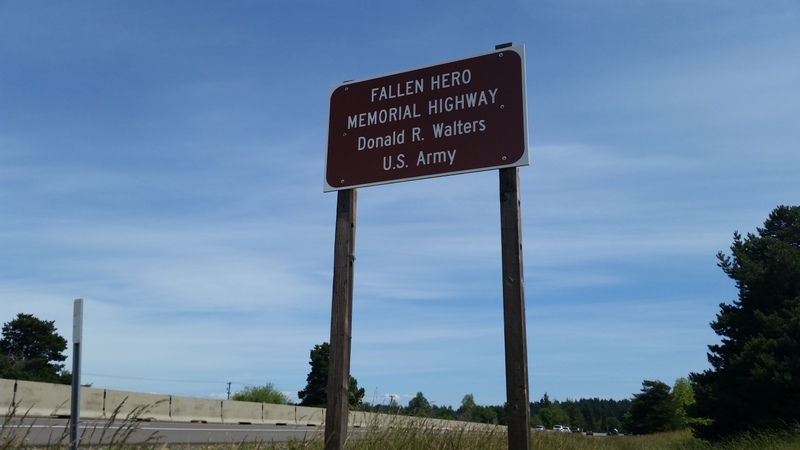 FALLEN HERO
MEMORIAL HIGHWAY
Donald R. Walters
U.S. Army